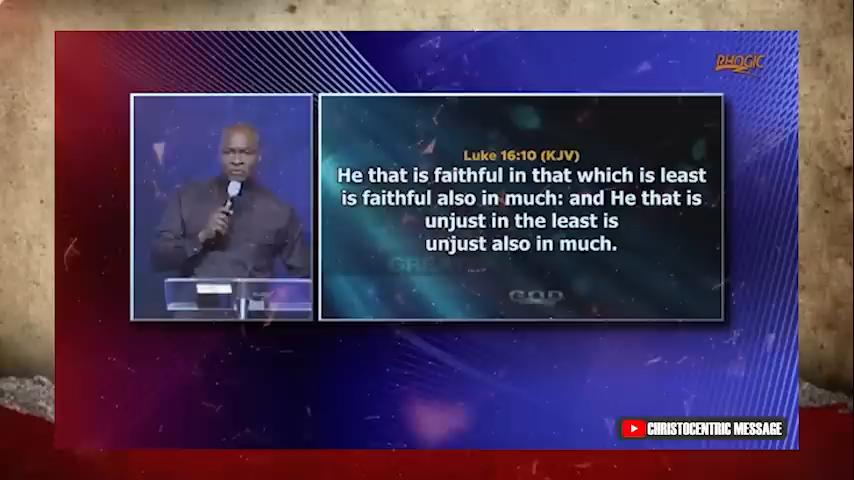 RHOGIC
Luke 16:10 (KJV)
He that is faithful in that which is least
is faithful also in much: and He that is
unjust in the least is
unjust also in much.
GOD
CHRISTOCENTRIC MESSAGE